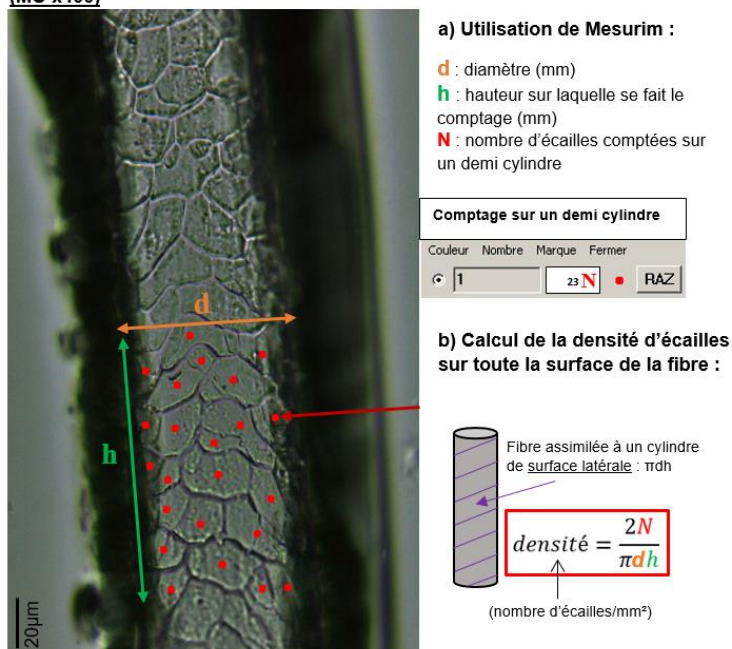 (MO x400)
a) Utilisation de Mesurim :
d : diamètre (mm)
h : hauteur sur laquelle se fait le
comptage (mm)
N : nombre d’écailles comptées sur
un demi cylindre
Comptage sur un demi cylindre
Couleur Nombre Marque Fermer
1 23 N RAZ
d
b) Calcul de la densité d’écailles
sur toute la surface de la fibre :
h
Fibre assimilée à un cylindre
de surface latérale : πdh
densité = 2N / πdh
(nombre d’écailles/mm²)
20µm